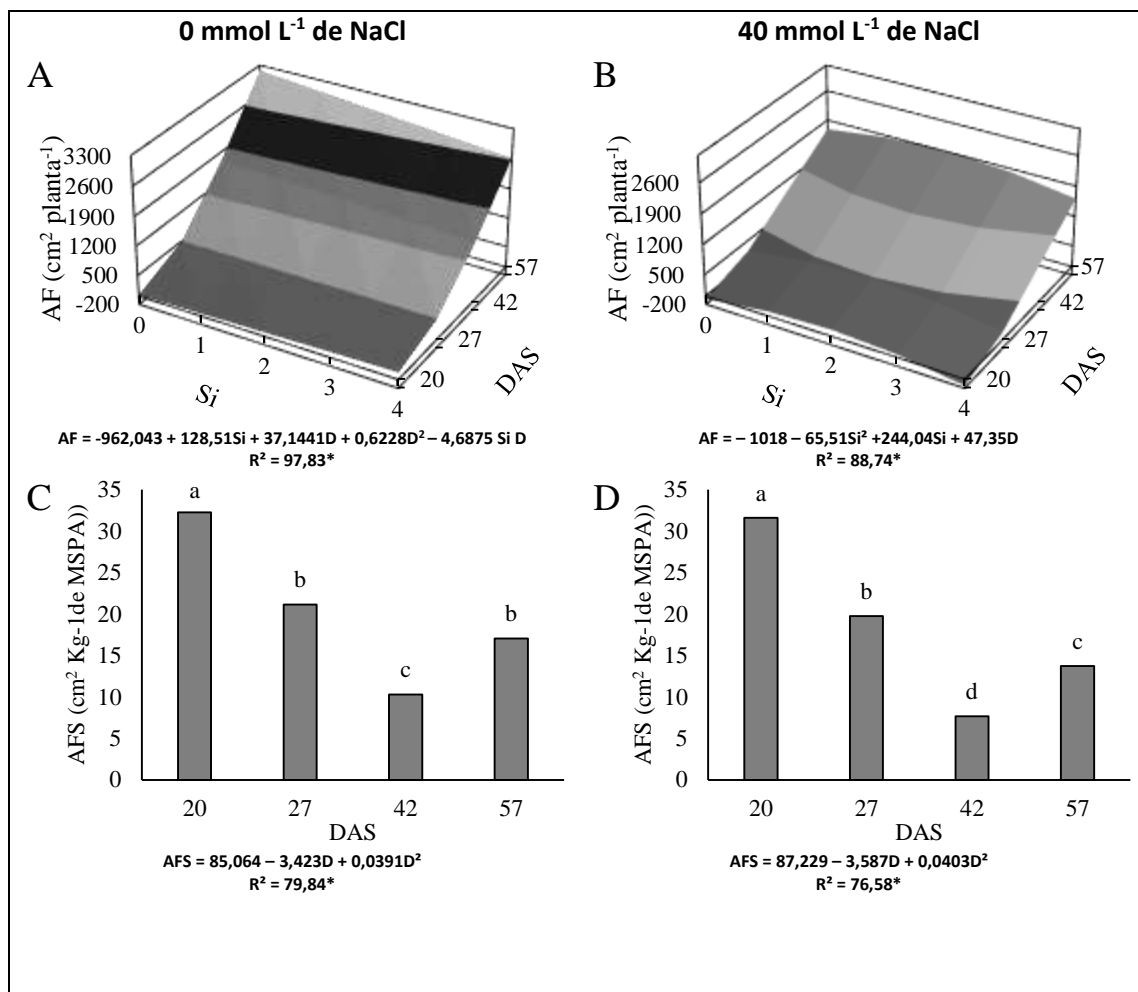 0 mmol L⁻¹ de NaCl
40 mmol L⁻¹ de NaCl
A
AF (cm² planta⁻¹)
3300
2600
1900
1200
500
-200
0
1
2
3
4
Si
20
27
42
57
DAS
AF = -962,043 + 128,51Si + 37,1441D + 0,6228D² – 4,6875 Si D
R² = 97,83*
B
AF (cm² planta⁻¹)
2600
1900
1200
500
-200
0
1
2
3
4
Si
20
27
42
57
DAS
AF = – 1018 – 65,51Si² +244,04Si + 47,35D
R² = 88,74*
C
AFS (cm² Kg-1de MSPA))
35
30
25
20
15
10
5
0
a
b
c
b
20
27
42
57
DAS
AFS = 85,064 – 3,423D + 0,0391D²
R² = 79,84*
D
AFS (cm² Kg-1de MSPA))
35
30
25
20
15
10
5
0
a
b
d
c
20
27
42
57
DAS
AFS = 87,229 – 3,587D + 0,0403D²
R² = 76,58*